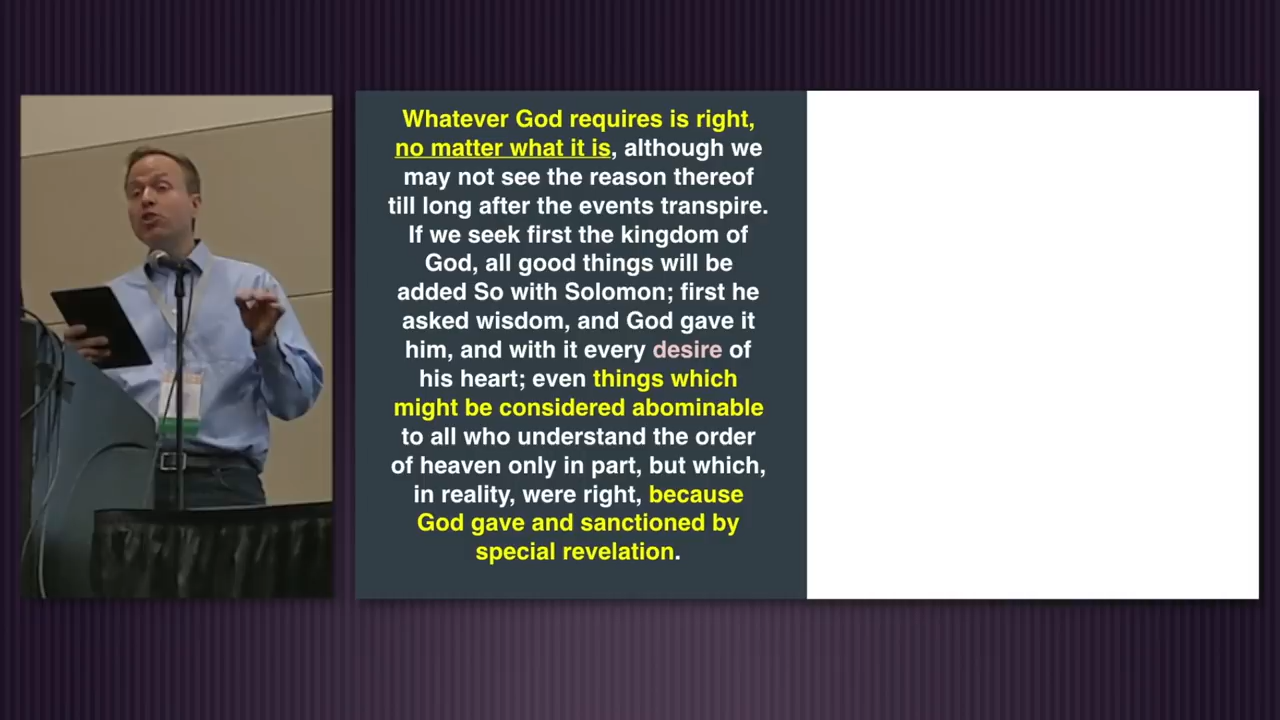 Whatever God requires is right,
no matter what it is, although we
may not see the reason thereof
till long after the events transpire.
If we seek first the kingdom of
God, all good things will be
added So with Solomon; first he
asked wisdom, and God gave it
him, and with it every desire of
his heart; even things which
might be considered abominable
to all who understand the order
of heaven only in part, but which,
in reality, were right, because
God gave and sanctioned by
special revelation.